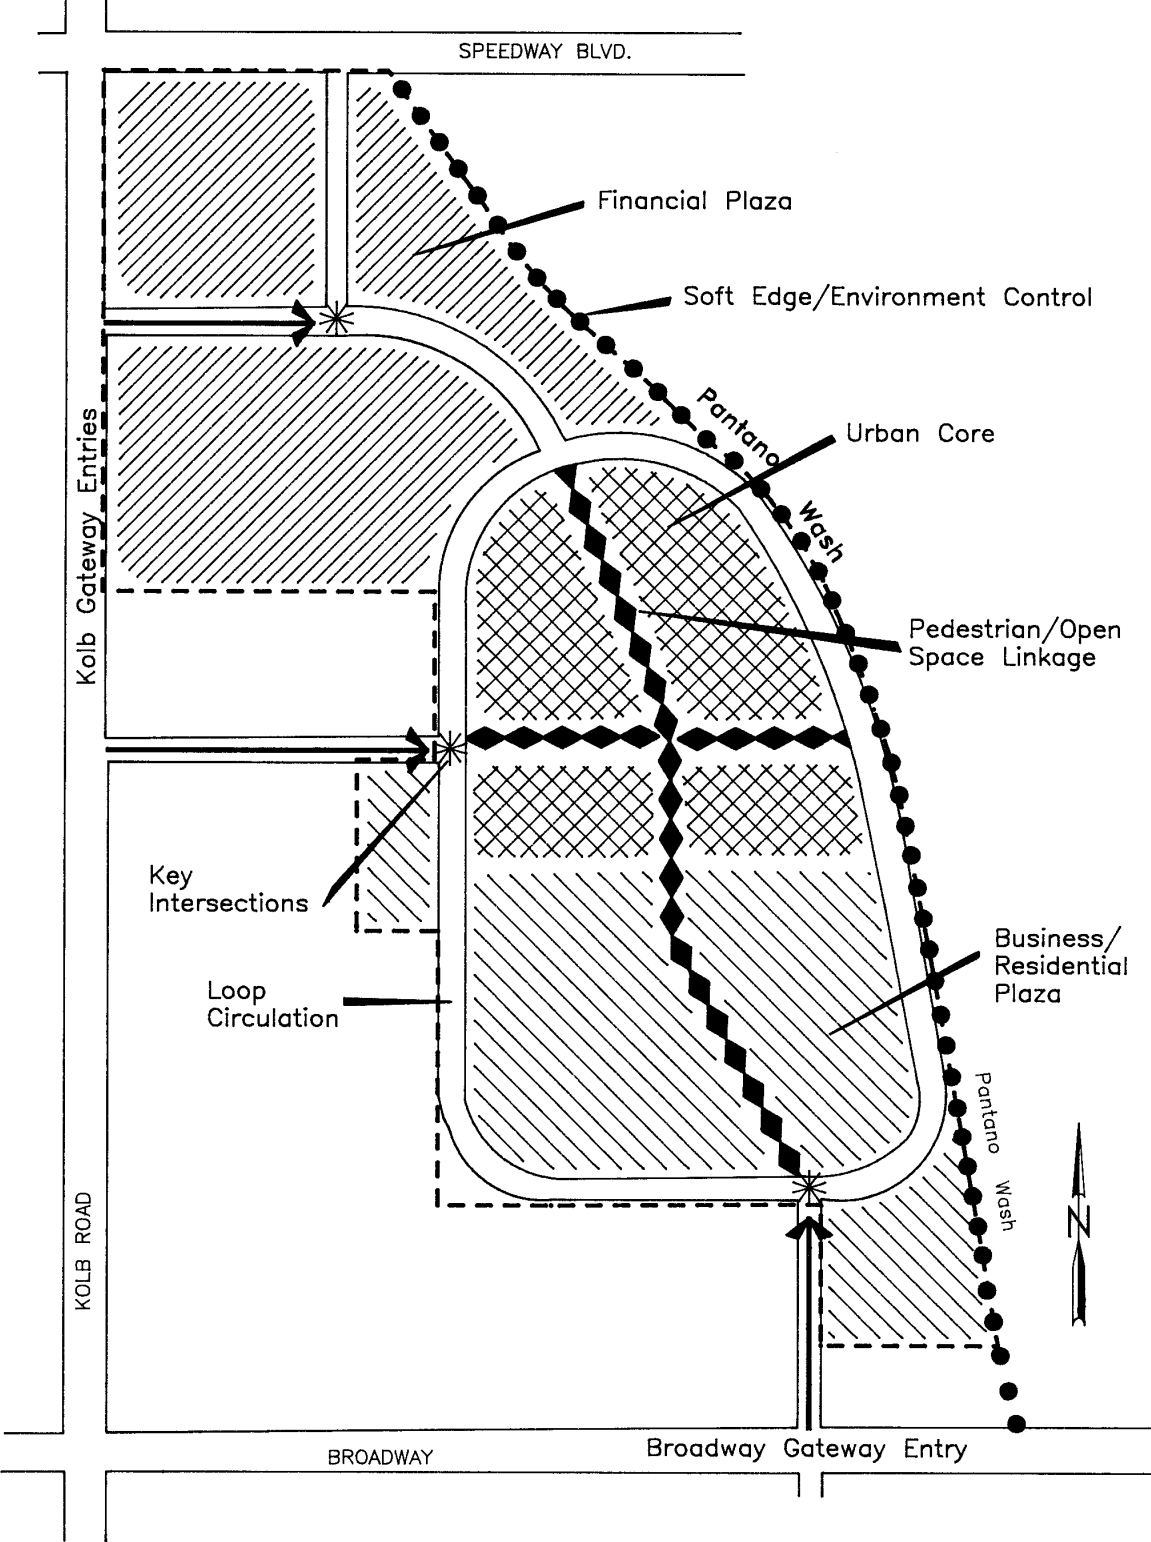 SPEEDWAY BLVD.
Financial Plaza
Soft Edge/Environment Control
Pantano
Wash
Urban Core
Kolb Gateway Entries
Pedestrian/Open
Space Linkage
Key
Intersections
Business/
Residential
Plaza
Loop
Circulation
Pantano
Wash
KOLB ROAD
N
Broadway Gateway Entry
BROADWAY